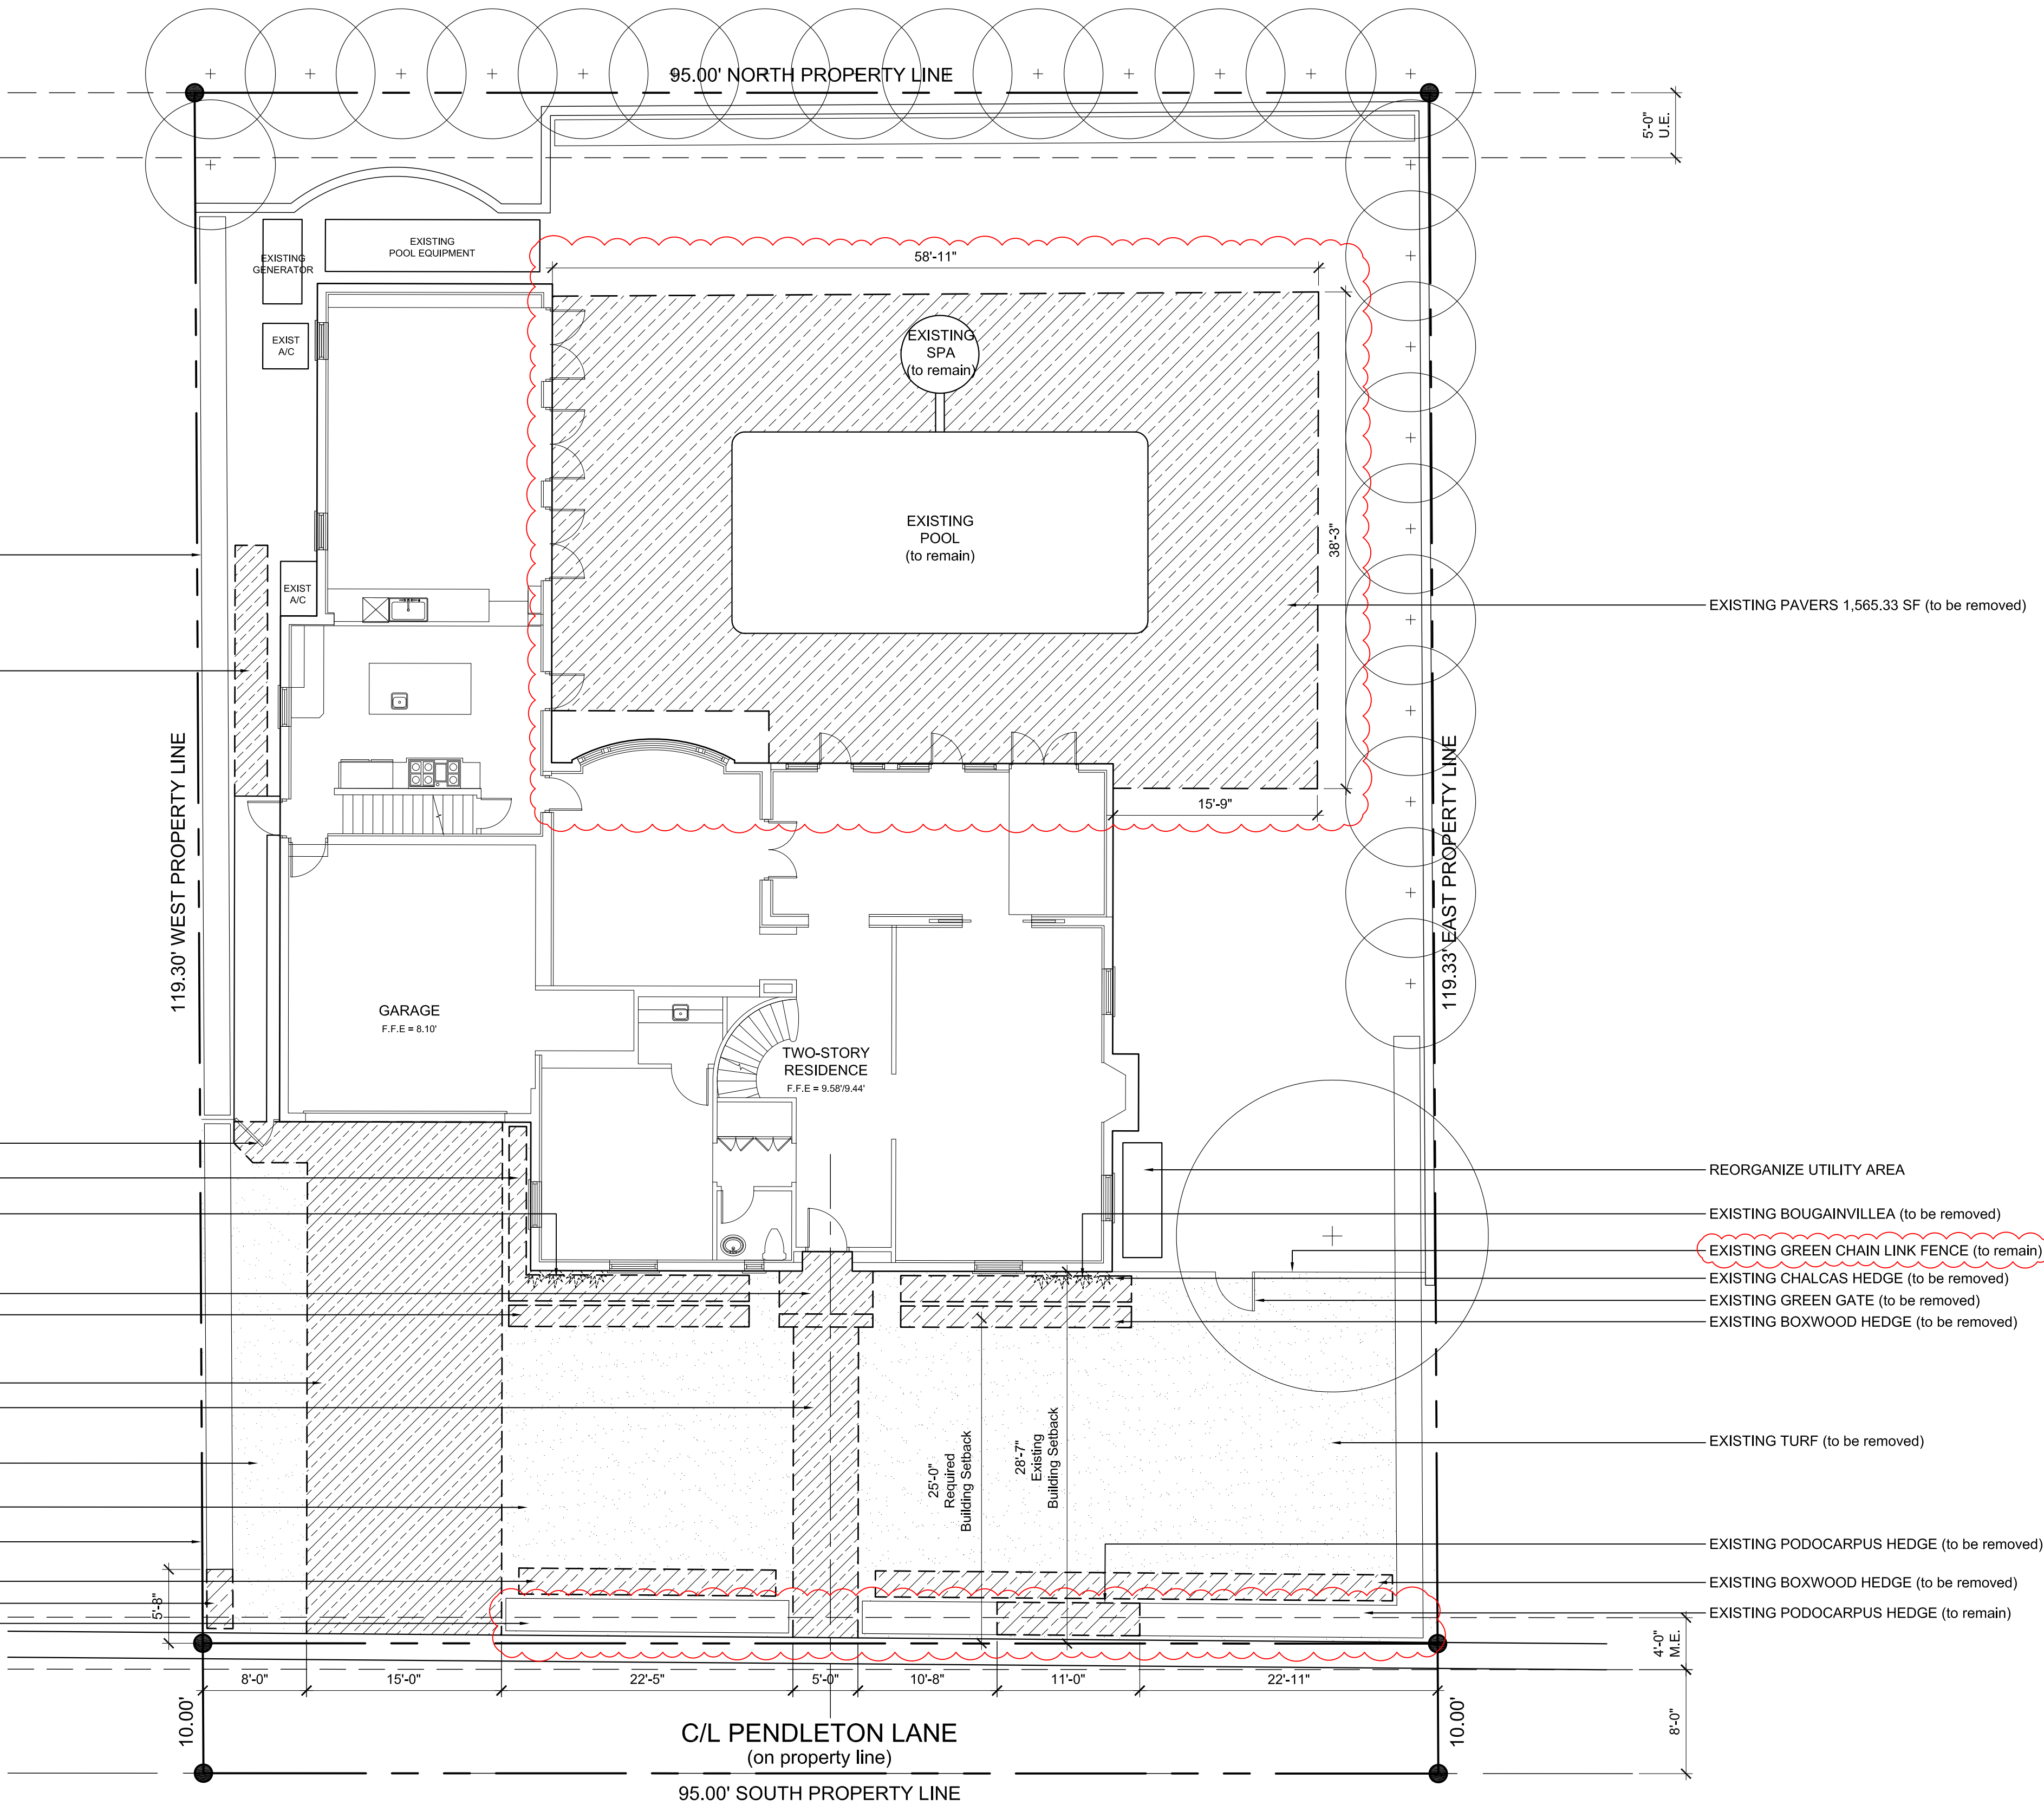 95.00' NORTH PROPERTY LINE
5'-0"
U.E.
EXISTING
GENERATOR
EXISTING
POOL EQUIPMENT
58'-11"
EXIST
A/C
EXISTING
SPA
(to remain)
EXISTING
POOL
(to remain)
38'-3"
EXIST
A/C
EXISTING PAVERS 1,565.33 SF (to be removed)
119.30' WEST PROPERTY LINE
15'-9"
119.33' EAST PROPERTY LINE
GARAGE
F.F.E = 8.10'
TWO-STORY
RESIDENCE
F.F.E = 9.58'/9.44'
REORGANIZE UTILITY AREA
EXISTING BOUGAINVILLEA (to be removed)
EXISTING GREEN CHAIN LINK FENCE (to remain)
EXISTING CHALCAS HEDGE (to be removed)
EXISTING GREEN GATE (to be removed)
EXISTING BOXWOOD HEDGE (to be removed)
25'-0"
Required
Building Setback
28'-7"
Existing
Building Setback
EXISTING TURF (to be removed)
EXISTING PODOCARPUS HEDGE (to be removed)
EXISTING BOXWOOD HEDGE (to be removed)
EXISTING PODOCARPUS HEDGE (to remain)
5'-8"
4'-0"
M.E.
8'-0"
15'-0"
22'-5"
5'-0"
10'-8"
11'-0"
22'-11"
10.00'
10.00'
8'-0"
C/L PENDLETON LANE
(on property line)
95.00' SOUTH PROPERTY LINE